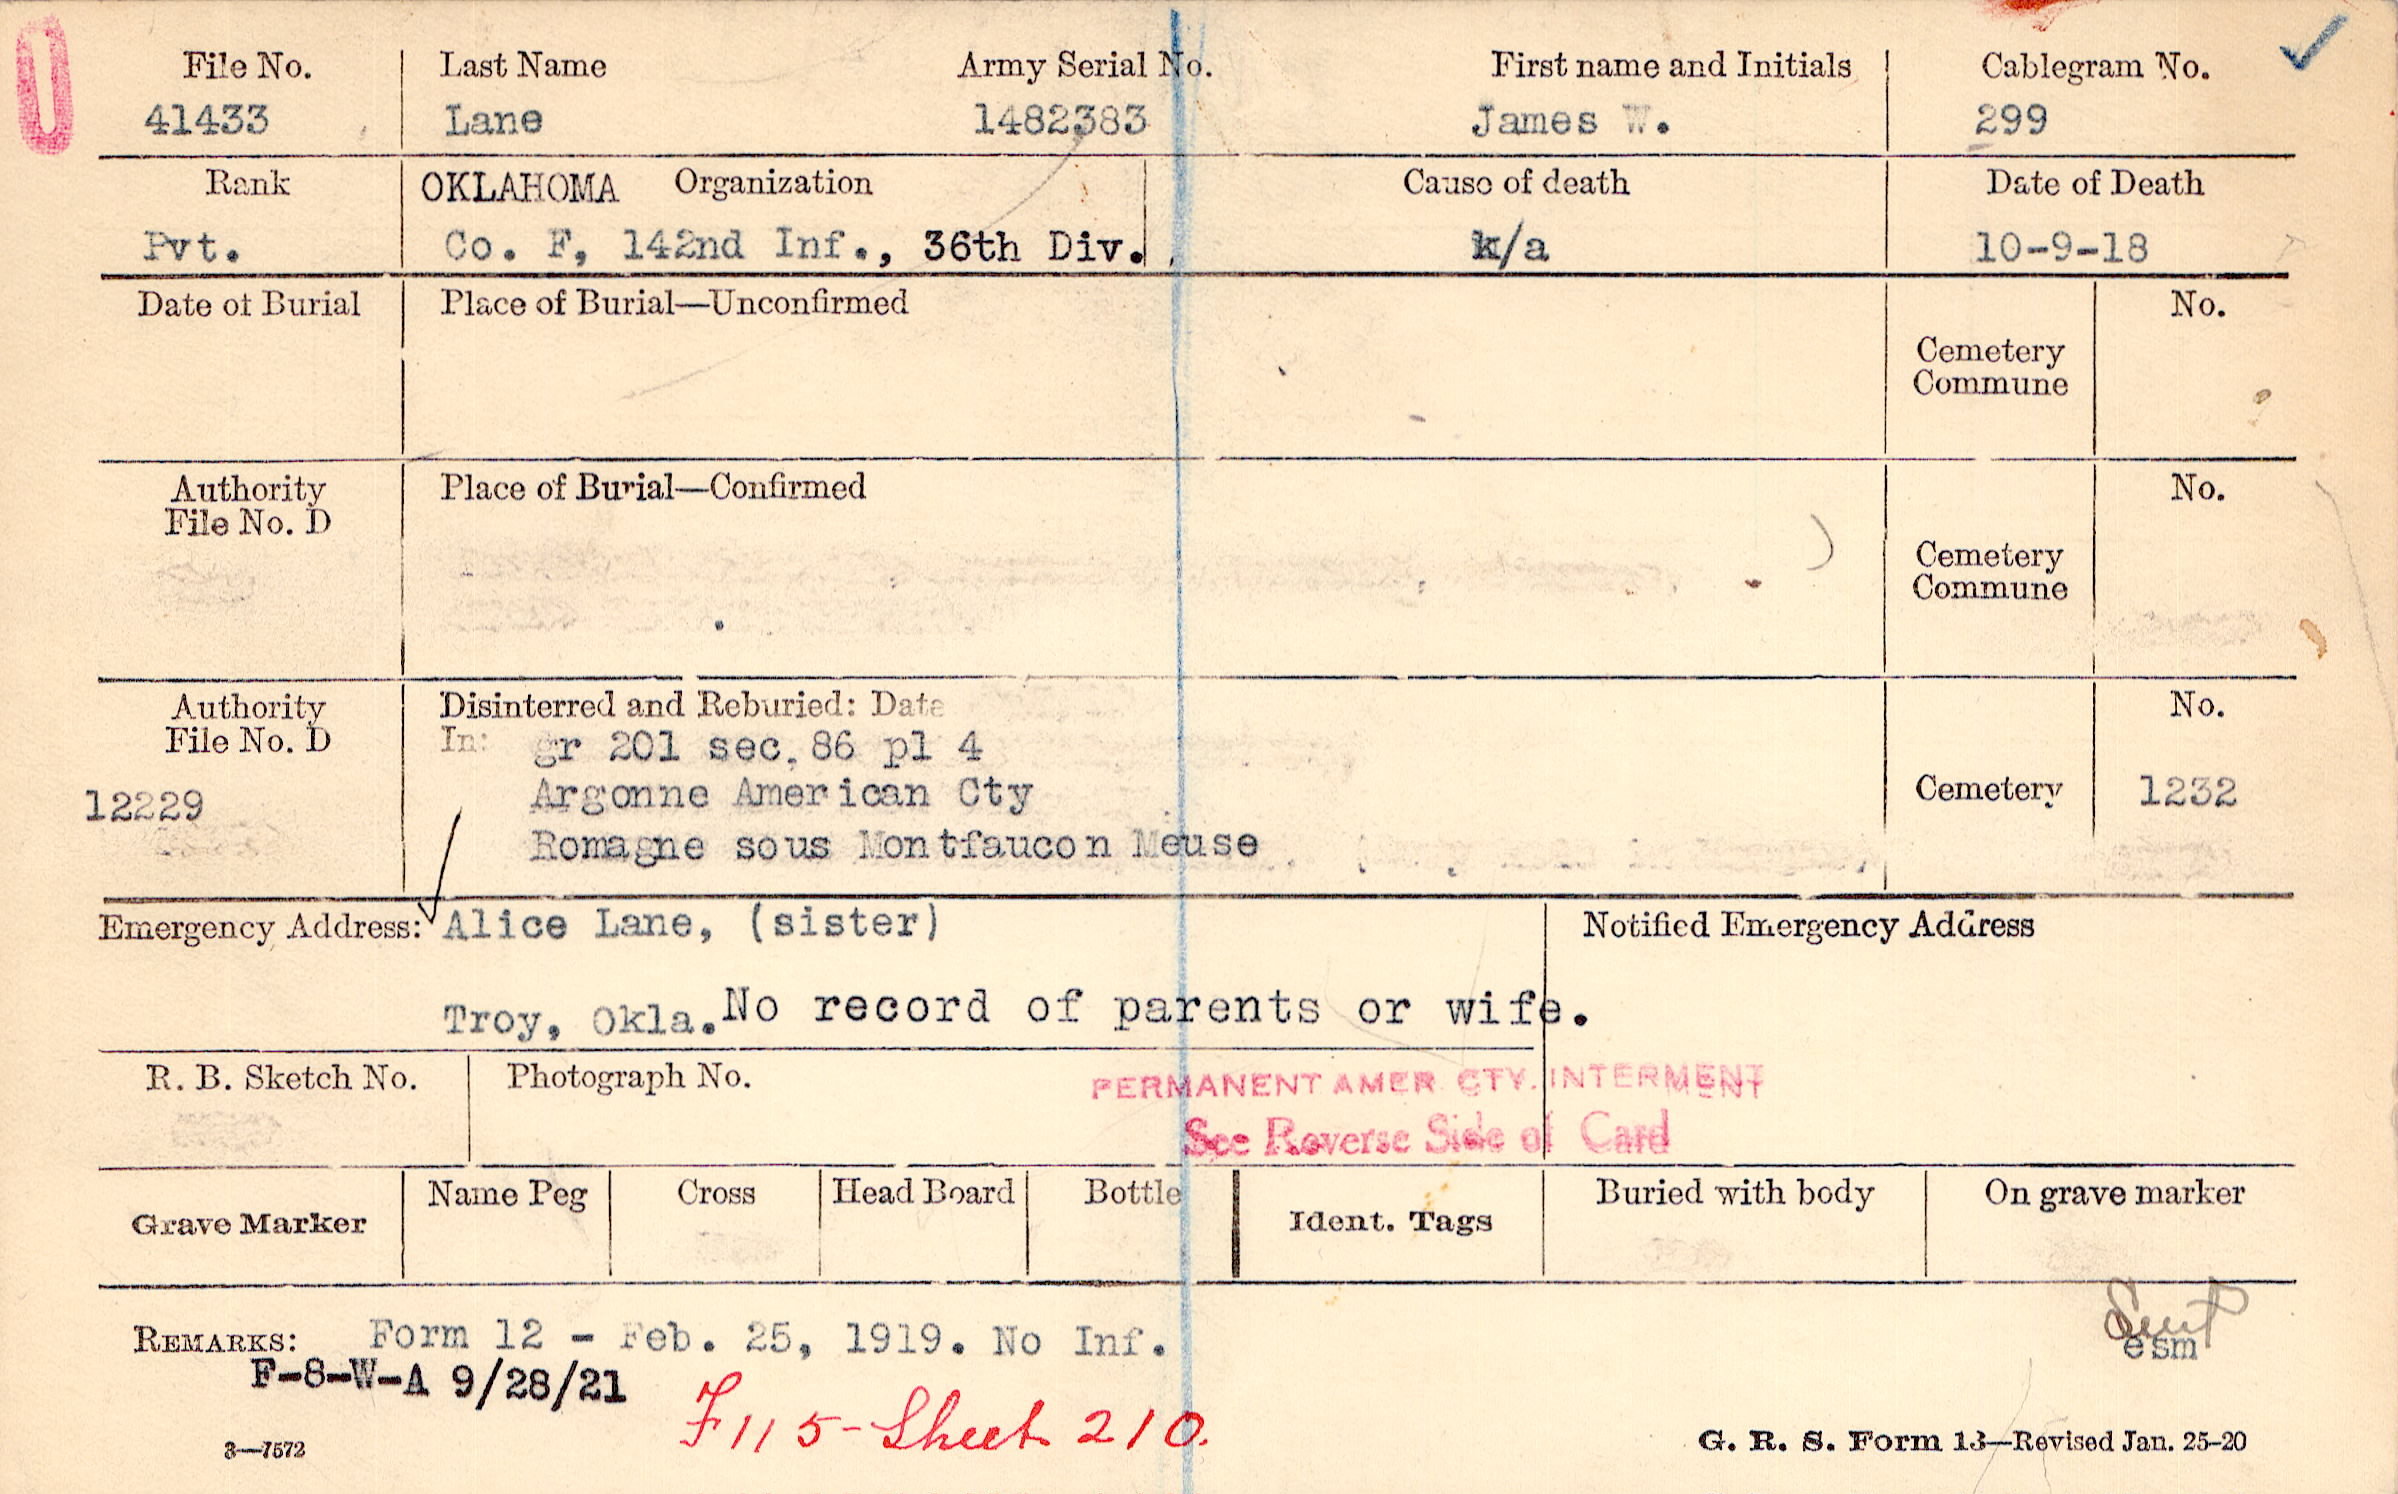 File No. Last Name Army Serial No. First name and Initials Cablegram No.
41433 Lane 1482383 James W. 299
Rank OKLAHOMA Organization Cause of death Date of Death
Pvt. Co. F, 142nd Inf., 36th Div. k/a 10-9-18
Date of Burial Place of Burial—Unconfirmed No.
Cemetery
Commune
Authority Place of Burial—Confirmed No.
File No. D
Cemetery
Commune
Authority Disinterred and Reburied: Date No.
File No. D In: gr 201 sec. 86 pl 4
12229 Argonne American Cty Cemetery 1232
Romagne sous Montfaucon Meuse
Emergency Address: Alice Lane, (sister) Notified Emergency Address
Troy, Okla. No record of parents or wife.
R. B. Sketch No. Photograph No. PERMANENT AMER CTY. INTERMENT
See Reverse Side of Card
Grave Marker Name Peg Cross Head Board Bottle Ident. Tags Buried with body On grave marker
Sent
REMARKS: Form 12 - Feb. 25, 1919. No Inf. esm
F-8-W-A 9/28/21
F115-Sheet 210.
3—7572 G. R. S. Form 13—Revised Jan. 25-20